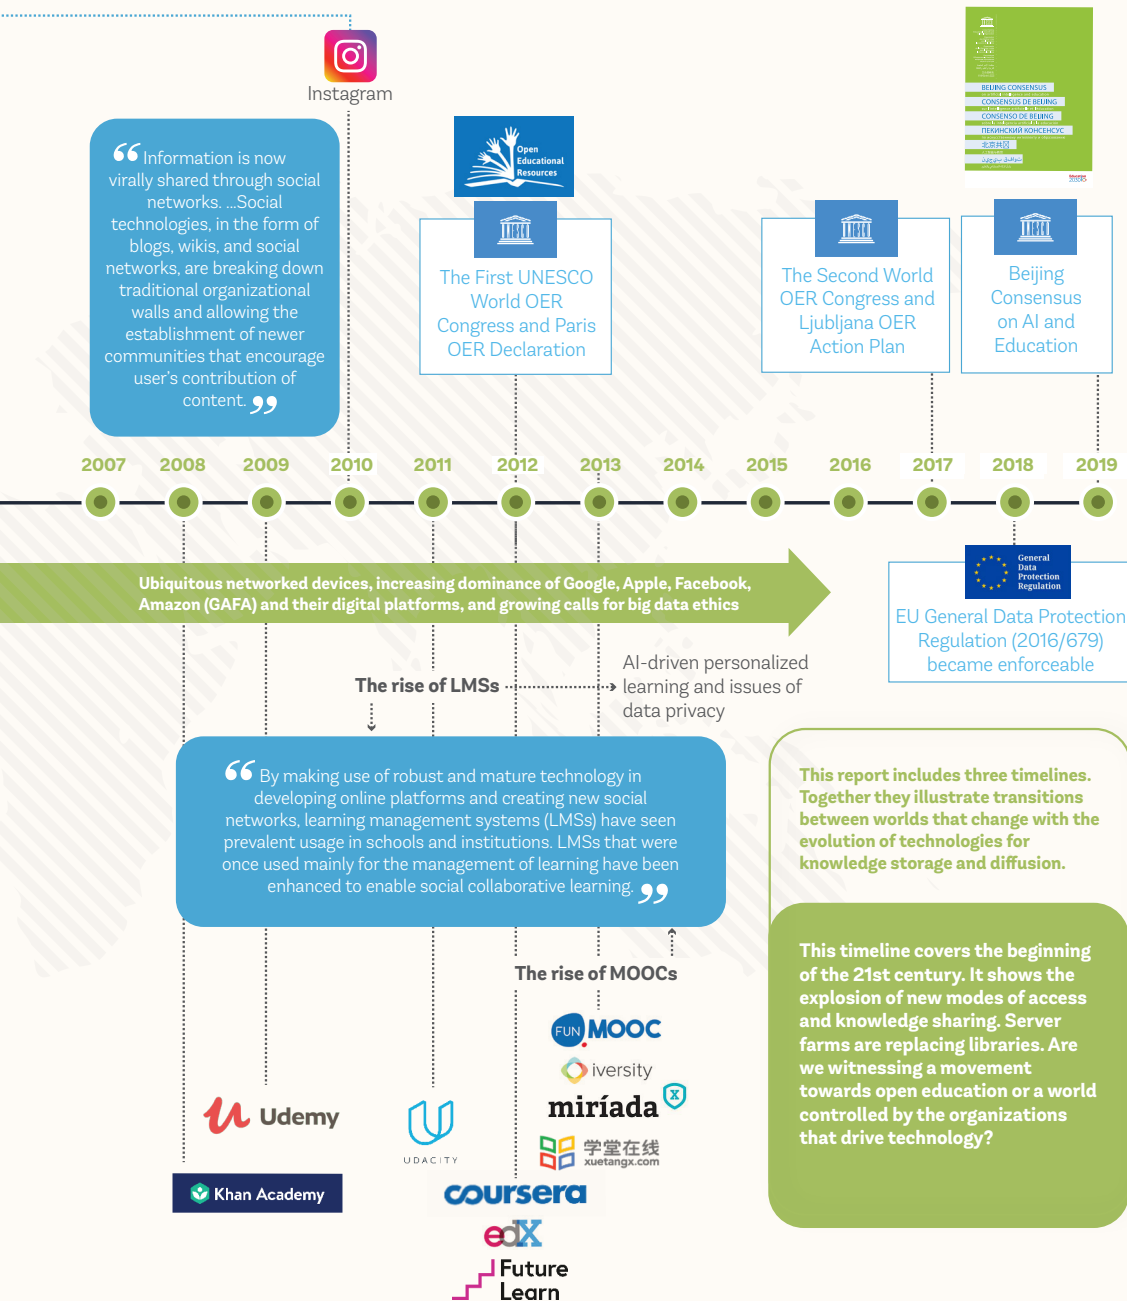 Instagram
“ Information is now
virally shared through social
networks. ...Social
technologies, in the form of
blogs, wikis, and social
networks, are breaking down
traditional organizational
walls and allowing the
establishment of newer
communities that encourage
user's contribution of
content. ”
Open
Educational
Resources
The First UNESCO
World OER
Congress and Paris
OER Declaration
The Second World
OER Congress and
Ljubljana OER
Action Plan
BEIJING CONSENSUS
CONSENSUS DE BEIJING
CONSENSO DE BEIJING
ПЕКИНСКИЙ КОНСЕНСУС
北京共识
Beijing
Consensus
on AI and
Education
2007 2008 2009 2010 2011 2012 2013 2014 2015 2016 2017 2018 2019
Ubiquitous networked devices, increasing dominance of Google, Apple, Facebook,
Amazon (GAFA) and their digital platforms, and growing calls for big data ethics
General
Data
Protection
Regulation
EU General Data Protection
Regulation (2016/679)
became enforceable
The rise of LMSs
AI-driven personalized
learning and issues of
data privacy
“ By making use of robust and mature technology in
developing online platforms and creating new social
networks, learning management systems (LMSs) have seen
prevalent usage in schools and institutions. LMSs that were
once used mainly for the management of learning have been
enhanced to enable social collaborative learning. ”
The rise of MOOCs
FUN MOOC
iversity
miríada X
学堂在线
xuetangx.com
Udemy
UDACITY
Khan Academy
coursera
edX
Future
Learn
This report includes three timelines.
Together they illustrate transitions
between worlds that change with the
evolution of technologies for
knowledge storage and diffusion.
This timeline covers the beginning
of the 21st century. It shows the
explosion of new modes of access
and knowledge sharing. Server
farms are replacing libraries. Are
we witnessing a movement
towards open education or a world
controlled by the organizations
that drive technology?